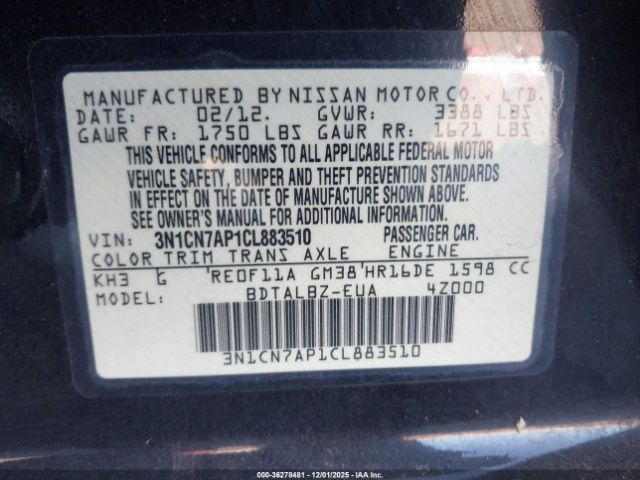 MANUFACTURED BY NISSAN MOTOR CO., LTD.
DATE: 02/12. GVWR: 3388 LBS
GAWR FR: 1750 LBS GAWR RR: 1671 LBS
THIS VEHICLE CONFORMS TO ALL APPLICABLE FEDERAL MOTOR
VEHICLE SAFETY, BUMPER AND THEFT PREVENTION STANDARDS
IN EFFECT ON THE DATE OF MANUFACTURE SHOWN ABOVE.
SEE OWNER'S MANUAL FOR ADDITIONAL INFORMATION.
VIN: 3N1CN7AP1CL883510 PASSENGER CAR.
COLOR TRIM TRANS AXLE ENGINE
KH3 G RE0F11A GM38 HR16DE 1598 CC
MODEL: BDTALBZ-EUA 4Z000
3N1CN7AP1CL883510
000-36278481 - 12/01/2025 - IAA, Inc.